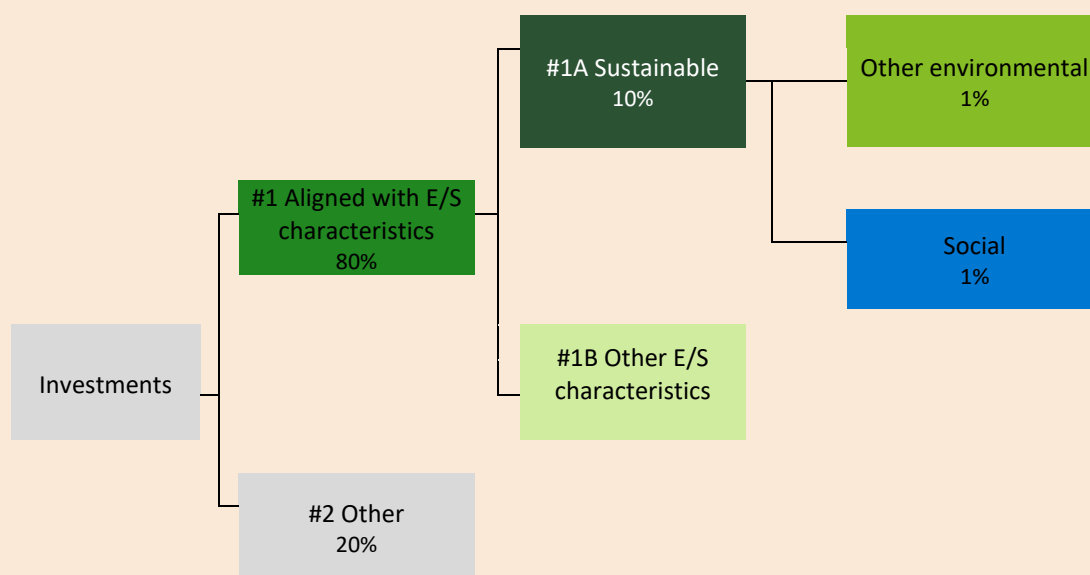 #1A Sustainable
10%
Other environmental
1%
#1 Aligned with E/S
characteristics
80%
Social
1%
Investments
#1B Other E/S
characteristics
#2 Other
20%